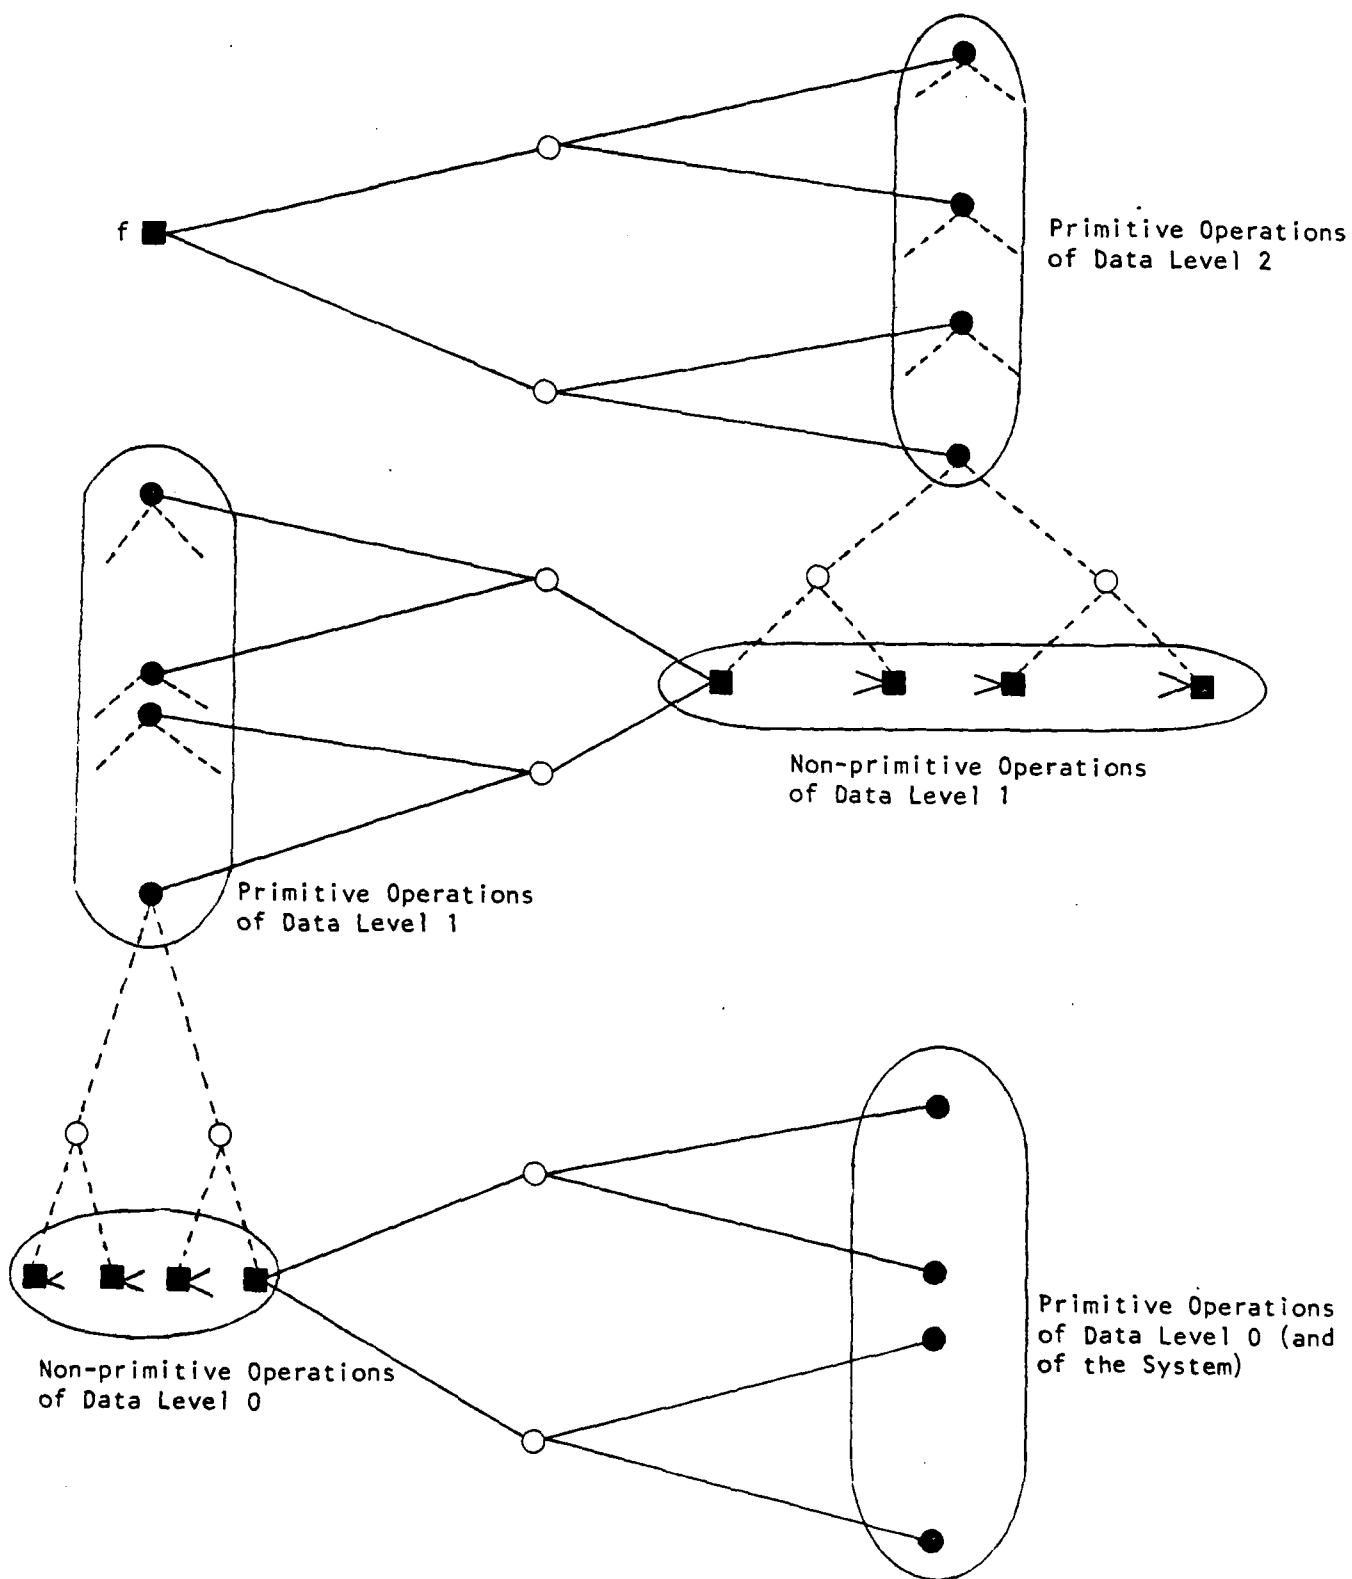 f
Primitive Operations
of Data Level 2
Non-primitive Operations
of Data Level 1
Primitive Operations
of Data Level 1
Primitive Operations
of Data Level 0 (and
of the System)
Non-primitive Operations
of Data Level 0